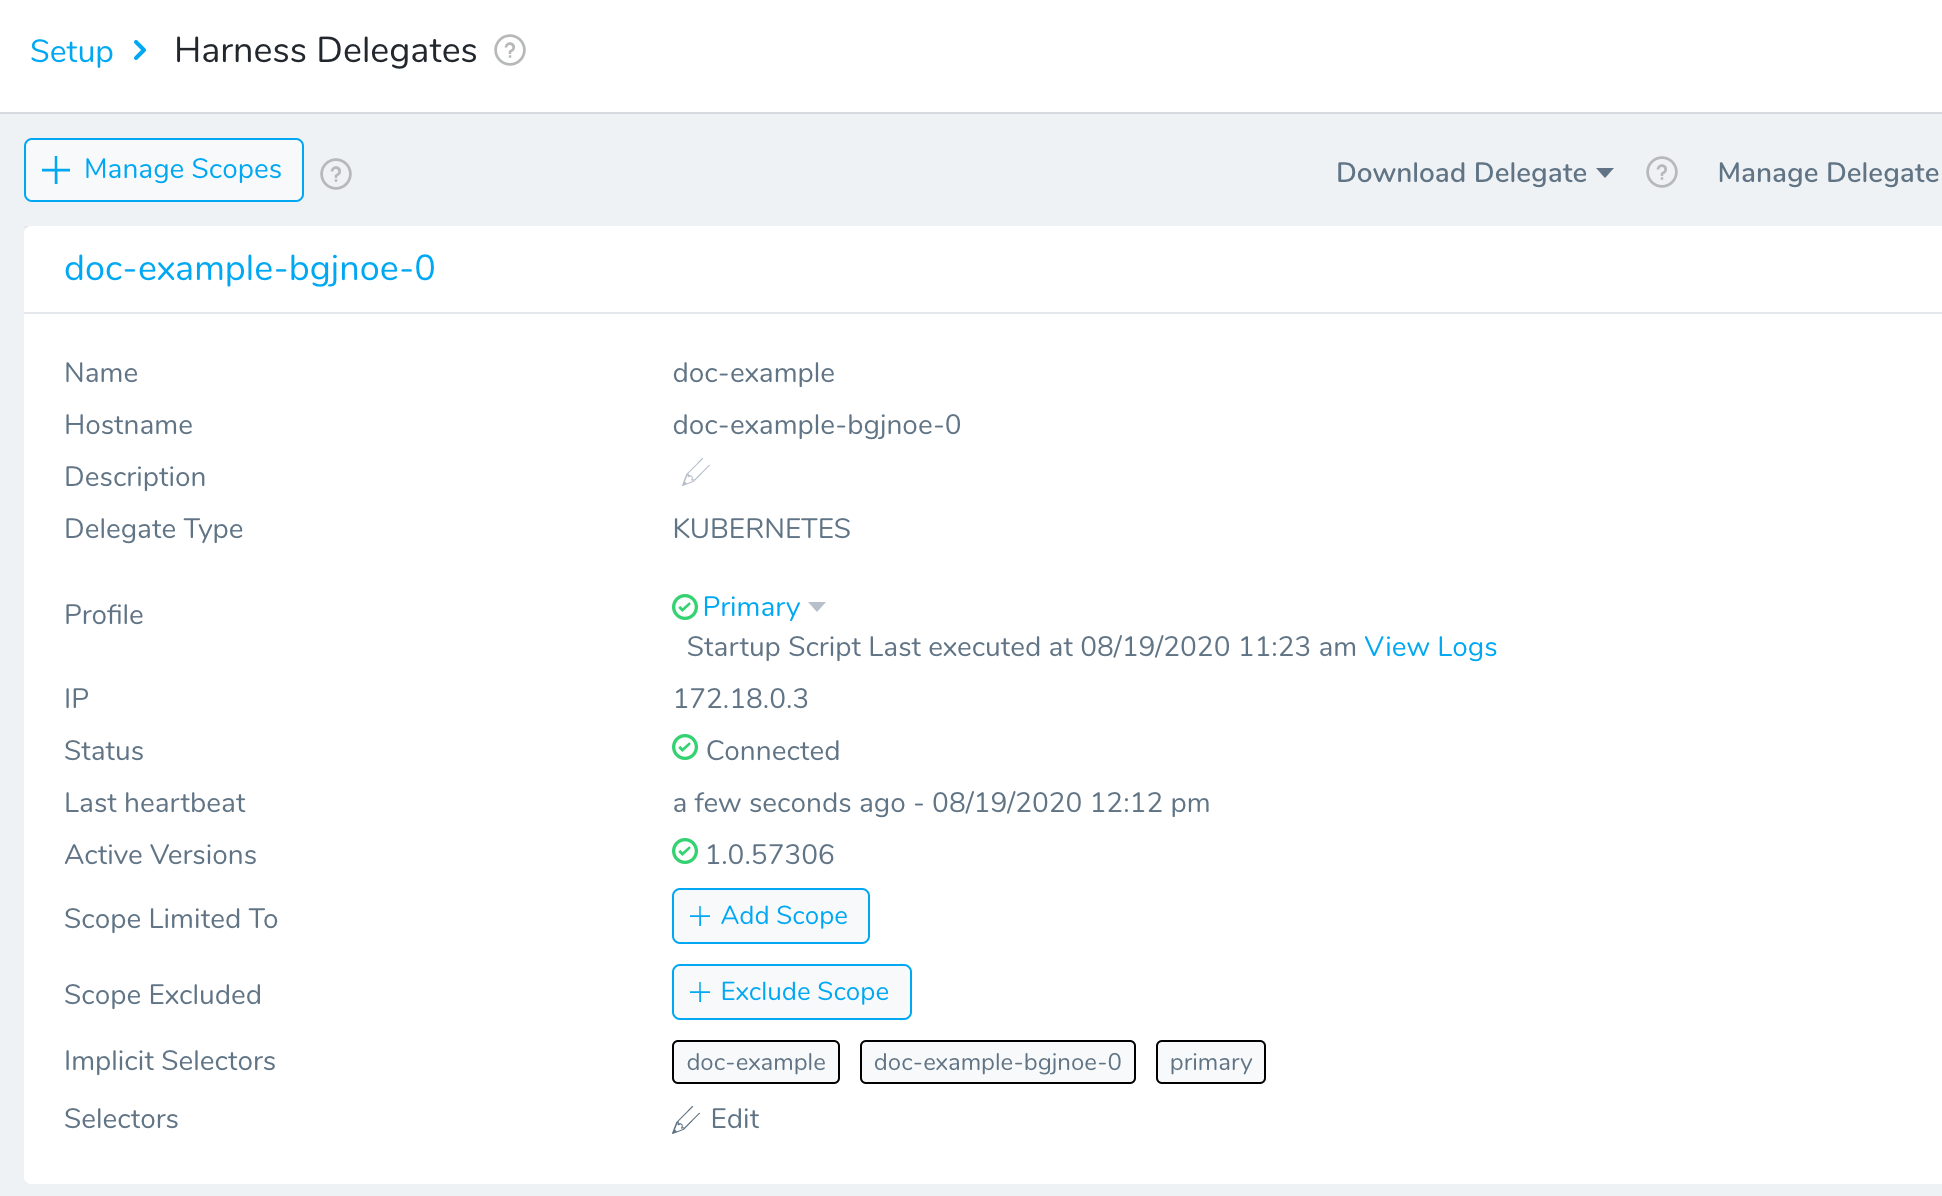 Setup Harness Delegates
Manage Scopes Download Delegate Manage Delegate
doc-example-bgjnoe-0
Name doc-example
Hostname doc-example-bgjnoe-0
Description
Delegate Type KUBERNETES
Profile Primary
Startup Script Last executed at 08/19/2020 11:23 am View Logs
IP 172.18.0.3
Status Connected
Last heartbeat a few seconds ago - 08/19/2020 12:12 pm
Active Versions 1.0.57306
Scope Limited To + Add Scope
Scope Excluded + Exclude Scope
Implicit Selectors doc-example doc-example-bgjnoe-0 primary
Selectors Edit